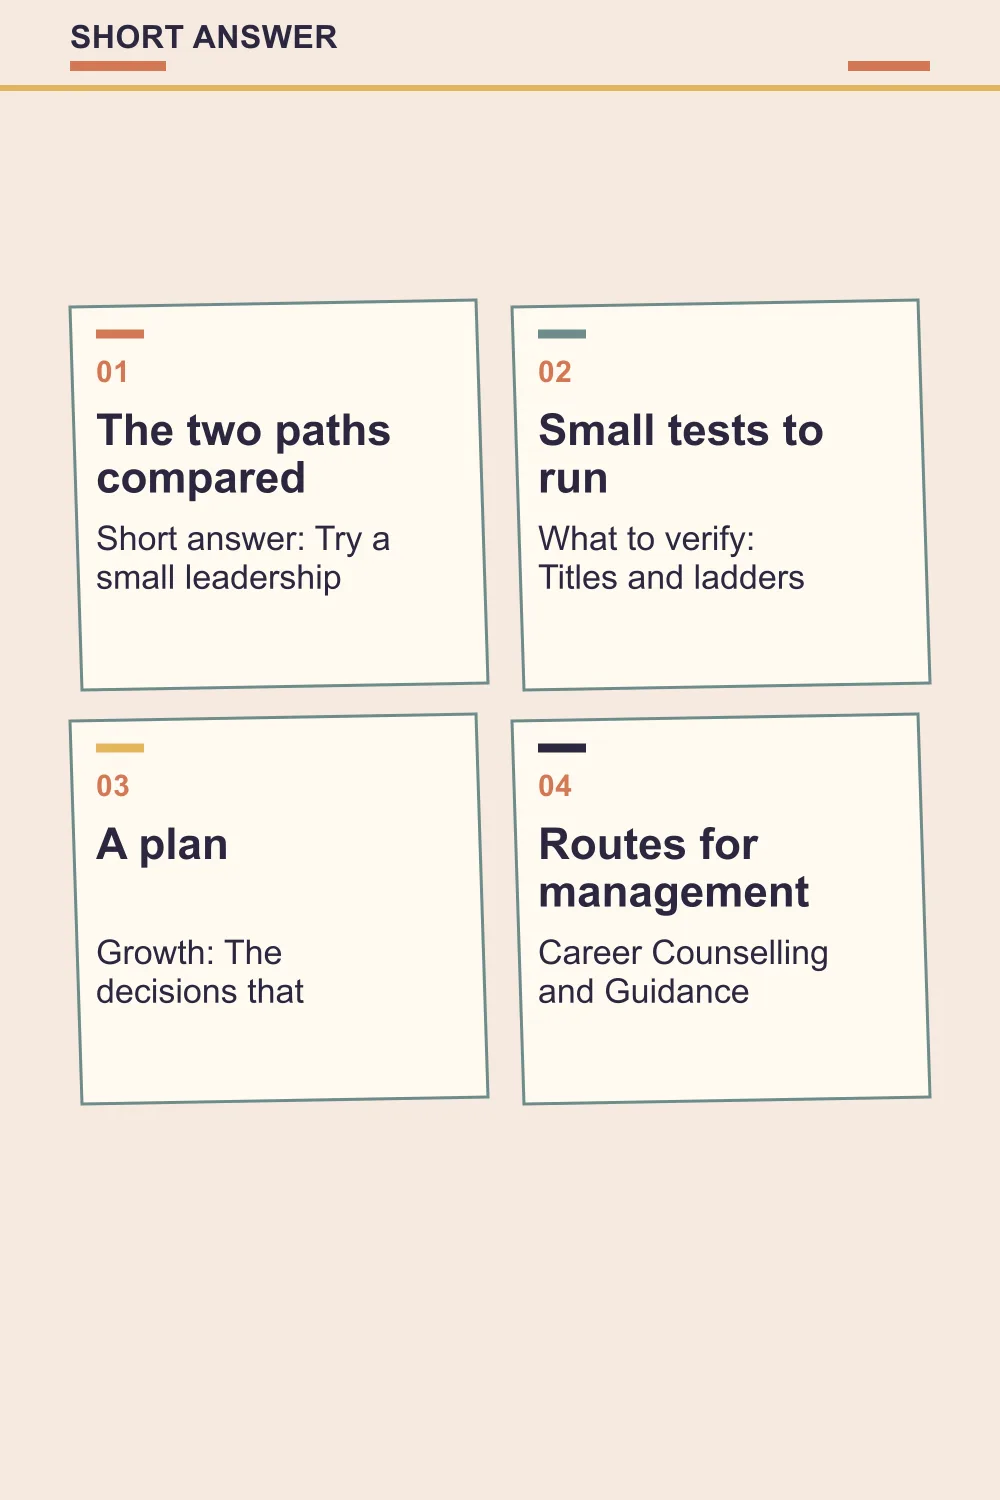 SHORT ANSWER
01
The two paths
compared
Short answer: Try a
small leadership
02
Small tests to
run
What to verify:
Titles and ladders
03
A plan
Growth: The
decisions that
04
Routes for
management
Career Counselling
and Guidance